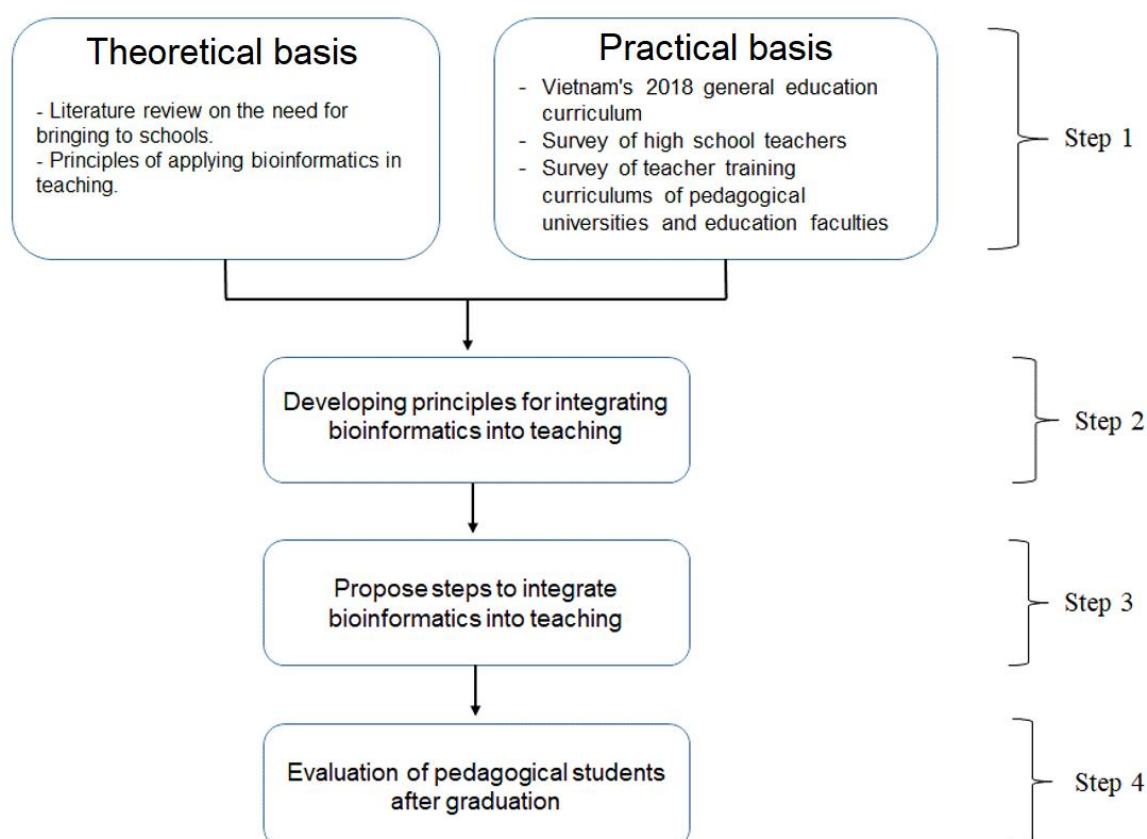 Theoretical basis
- Literature review on the need for
bringing to schools.
- Principles of applying bioinformatics in
teaching.
Practical basis
- Vietnam's 2018 general education
curriculum
- Survey of high school teachers
- Survey of teacher training
curriculums of pedagogical
universities and education faculties
Step 1
Developing principles for integrating
bioinformatics into teaching
Step 2
Propose steps to integrate
bioinformatics into teaching
Step 3
Evaluation of pedagogical students
after graduation
Step 4